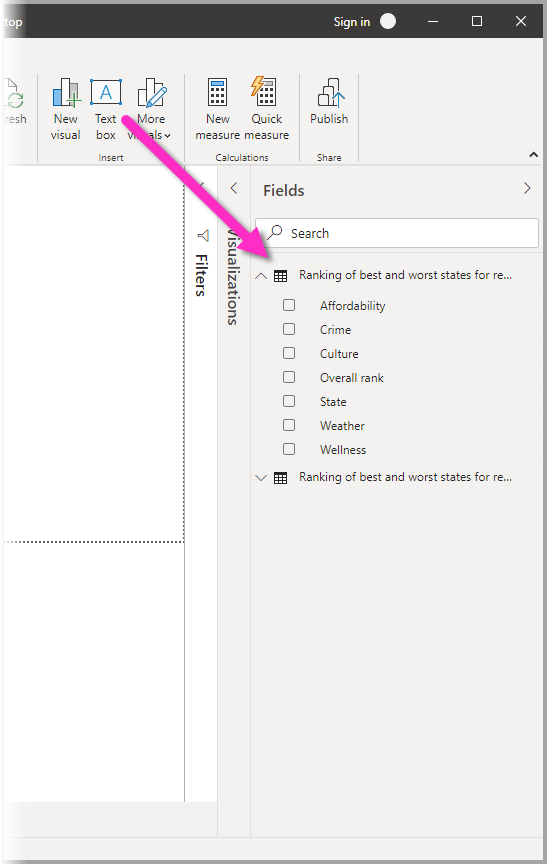 top
Sign in
resh
New visual
Text box
More visuals
Insert
New measure
Quick measure
Calculations
Publish
Share
Filters
Visualizations
Fields
Search
Ranking of best and worst states for re...
Affordability
Crime
Culture
Overall rank
State
Weather
Wellness
Ranking of best and worst states for re...